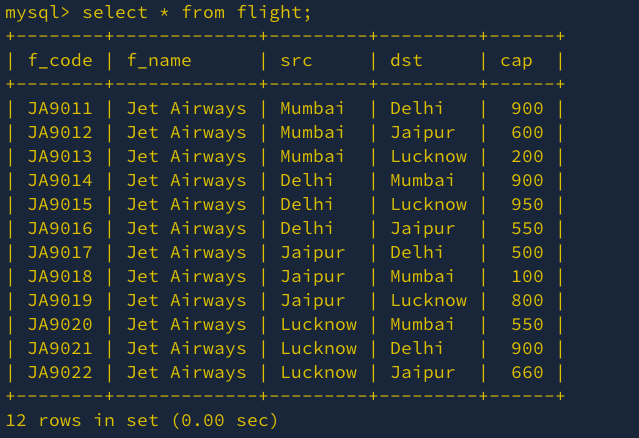 mysql> select * from flight;
+--------+-------------+---------+---------+------+
| f_code | f_name      | src     | dst     | cap  |
+--------+-------------+---------+---------+------+
| JA9011 | Jet Airways | Mumbai  | Delhi   |  900 |
| JA9012 | Jet Airways | Mumbai  | Jaipur  |  600 |
| JA9013 | Jet Airways | Mumbai  | Lucknow |  200 |
| JA9014 | Jet Airways | Delhi   | Mumbai  |  900 |
| JA9015 | Jet Airways | Delhi   | Lucknow |  950 |
| JA9016 | Jet Airways | Delhi   | Jaipur  |  550 |
| JA9017 | Jet Airways | Jaipur  | Delhi   |  500 |
| JA9018 | Jet Airways | Jaipur  | Mumbai  |  100 |
| JA9019 | Jet Airways | Jaipur  | Lucknow |  800 |
| JA9020 | Jet Airways | Lucknow | Mumbai  |  550 |
| JA9021 | Jet Airways | Lucknow | Delhi   |  900 |
| JA9022 | Jet Airways | Lucknow | Jaipur  |  660 |
+--------+-------------+---------+---------+------+
12 rows in set (0.00 sec)